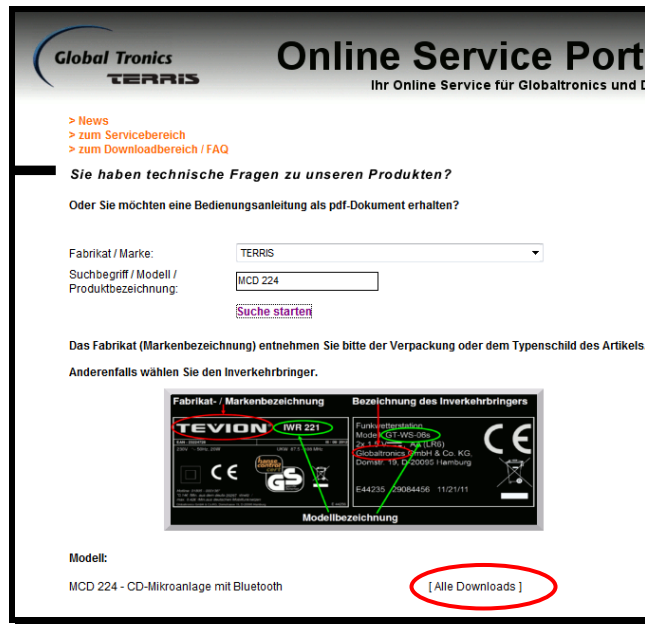 Global Tronics
TERRIS
Online Service Port
Ihr Online Service für Globaltronics und D
> News
> zum Servicebereich
> zum Downloadbereich / FAQ
Sie haben technische Fragen zu unseren Produkten?
Oder Sie möchten eine Bedienungsanleitung als pdf-Dokument erhalten?
Fabrikat / Marke:
TERRIS
Suchbegriff / Modell /
Produktbezeichnung:
MCD 224
Suche starten
Das Fabrikat (Markenbezeichnung) entnehmen Sie bitte der Verpackung oder dem Typenschild des Artikels.
Anderenfalls wählen Sie den Inverkehrbringer.
Fabrikat- / Markenbezeichnung
Bezeichnung des Inverkehrbringers
TEVION
IWR 221
Funkwetterstation
Model: GT-WS-08s
Globaltronics GmbH & Co. KG,
Domstr. 19, D-20095 Hamburg
CE
E44235 29084456 11/21/11
CE
GS
Modellbezeichnung
Modell:
MCD 224 - CD-Mikroanlage mit Bluetooth
[ Alle Downloads ]